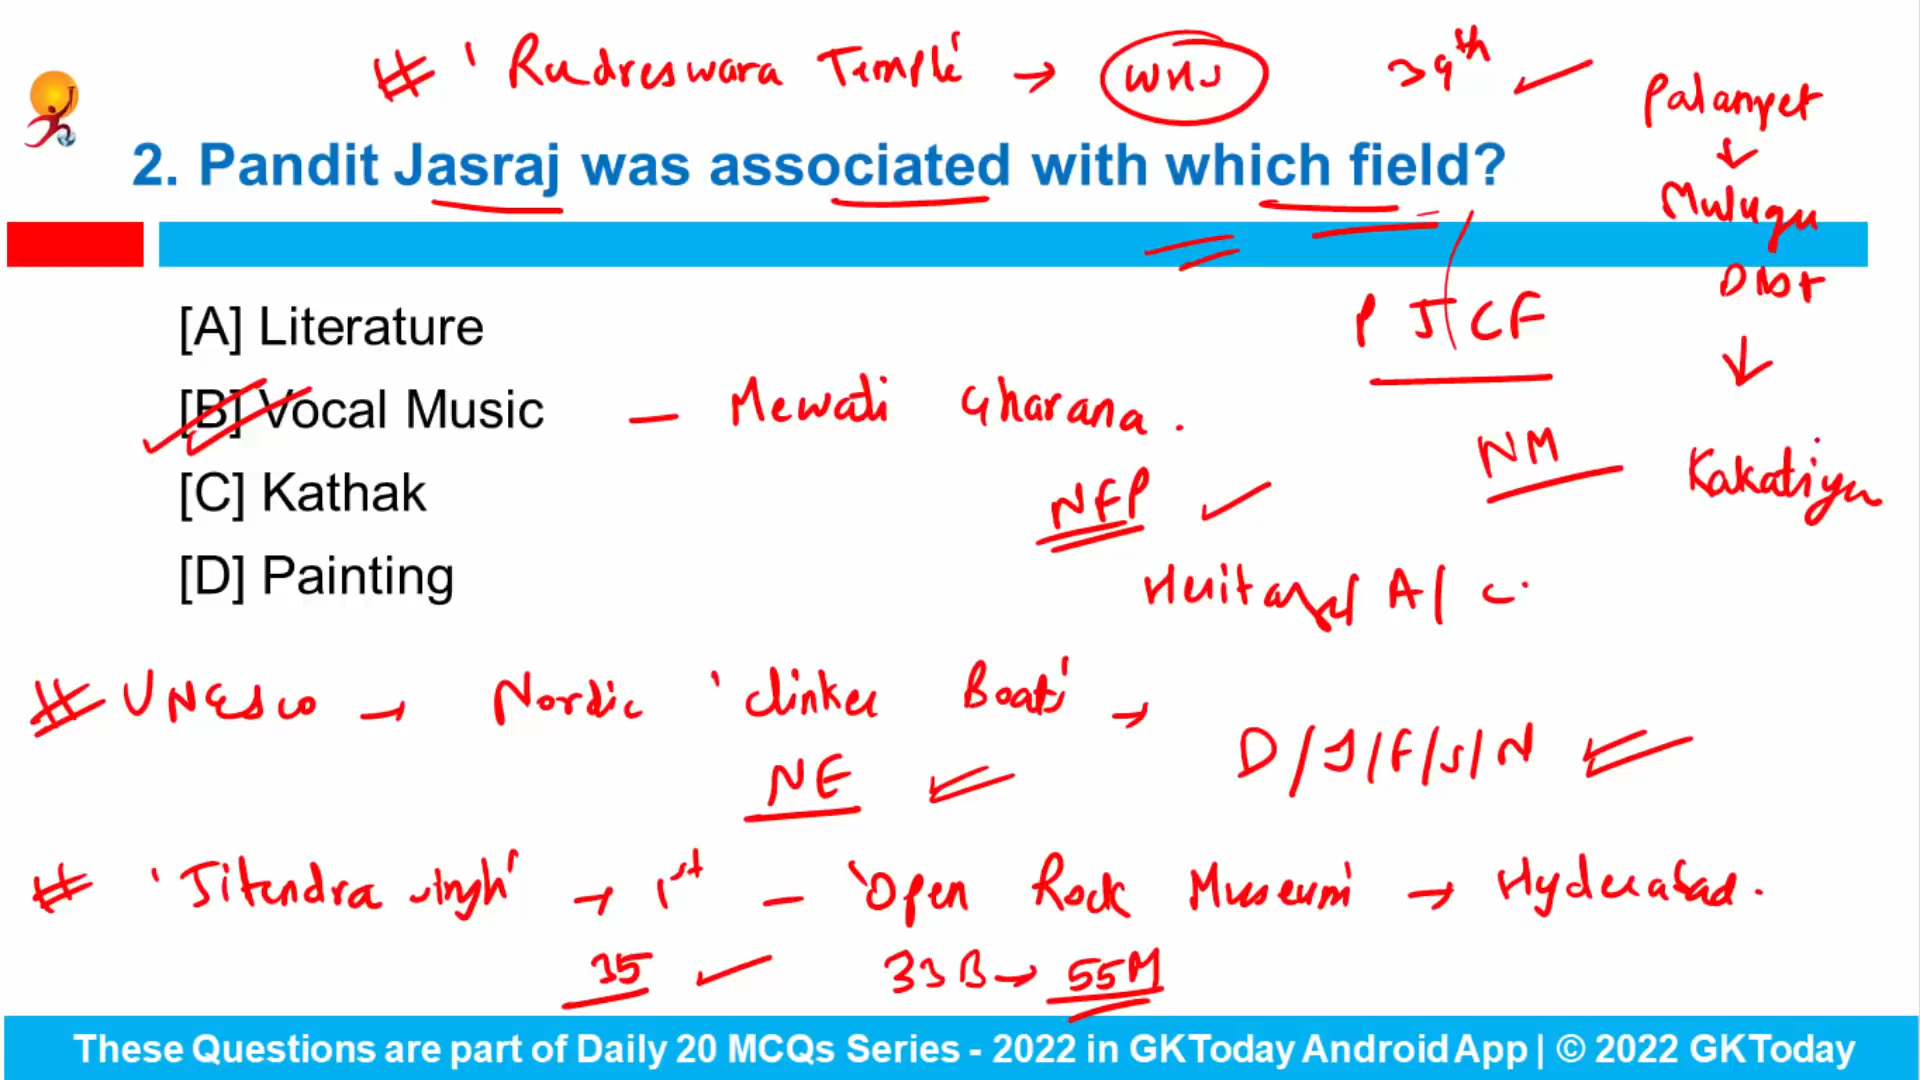 # 'Rudreswara Temple' → WHS 39th
Palampet
↓
Mulugu
Dist
↓
Kakatiya
2. Pandit Jasraj was associated with which field?
P J C F
[A] Literature
[B] Vocal Music - Mewati Gharana.
NM
[C] Kathak
NFP
[D] Painting
A/ C
# UNESCO → Nordic 'Clinker Boats' →
D/I/F/S/N
NE
# 'Jitendra Singh' → 1st - 'Open Rock Museum' → Hyderabad.
35 33B → 55M
These Questions are part of Daily 20 MCQs Series - 2022 in GKToday Android App | © 2022 GKToday